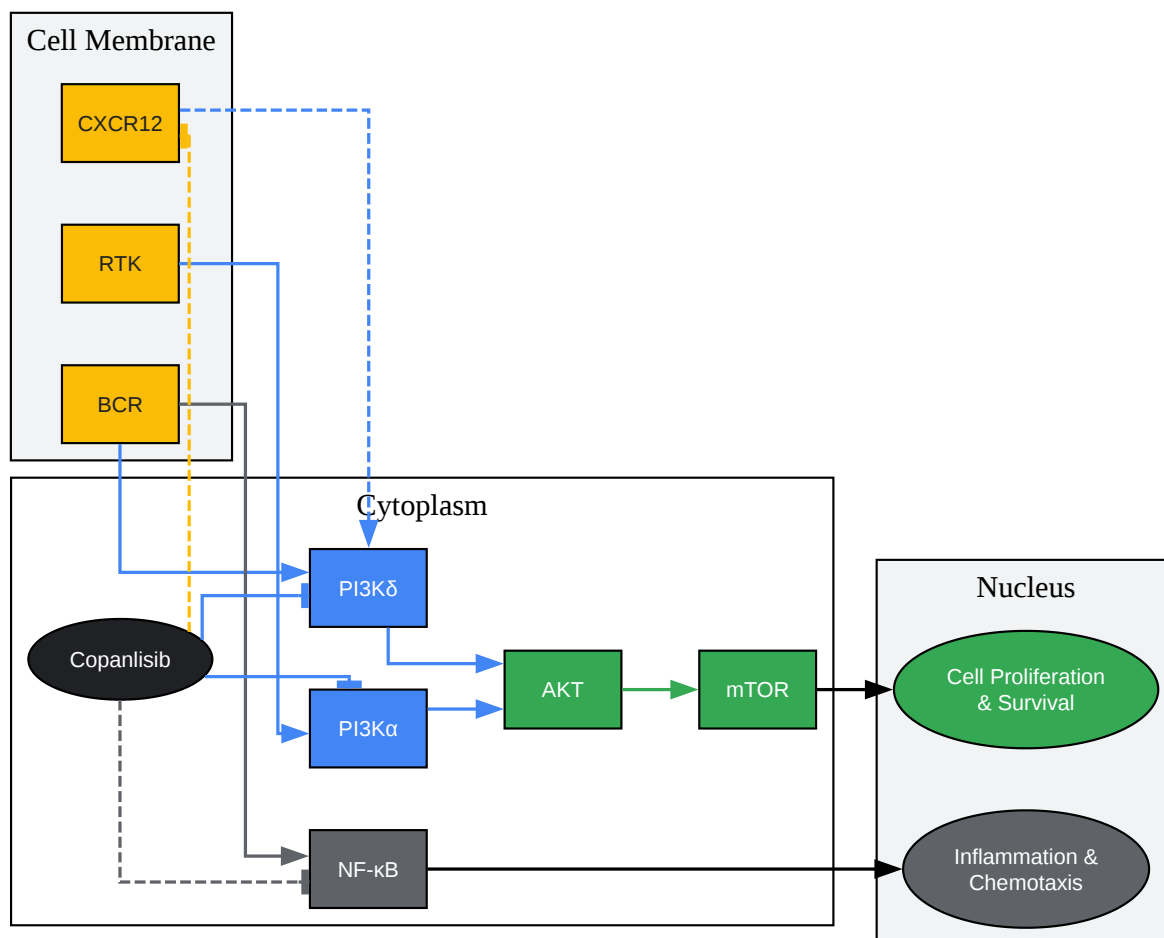 Cell Membrane
CXCR12
RTK
BCR
Cytoplasm
PI3Kδ
Copanlisib
PI3Kα
AKT
mTOR
NF-κB
Nucleus
Cell Proliferation
& Survival
Inflammation &
Chemotaxis